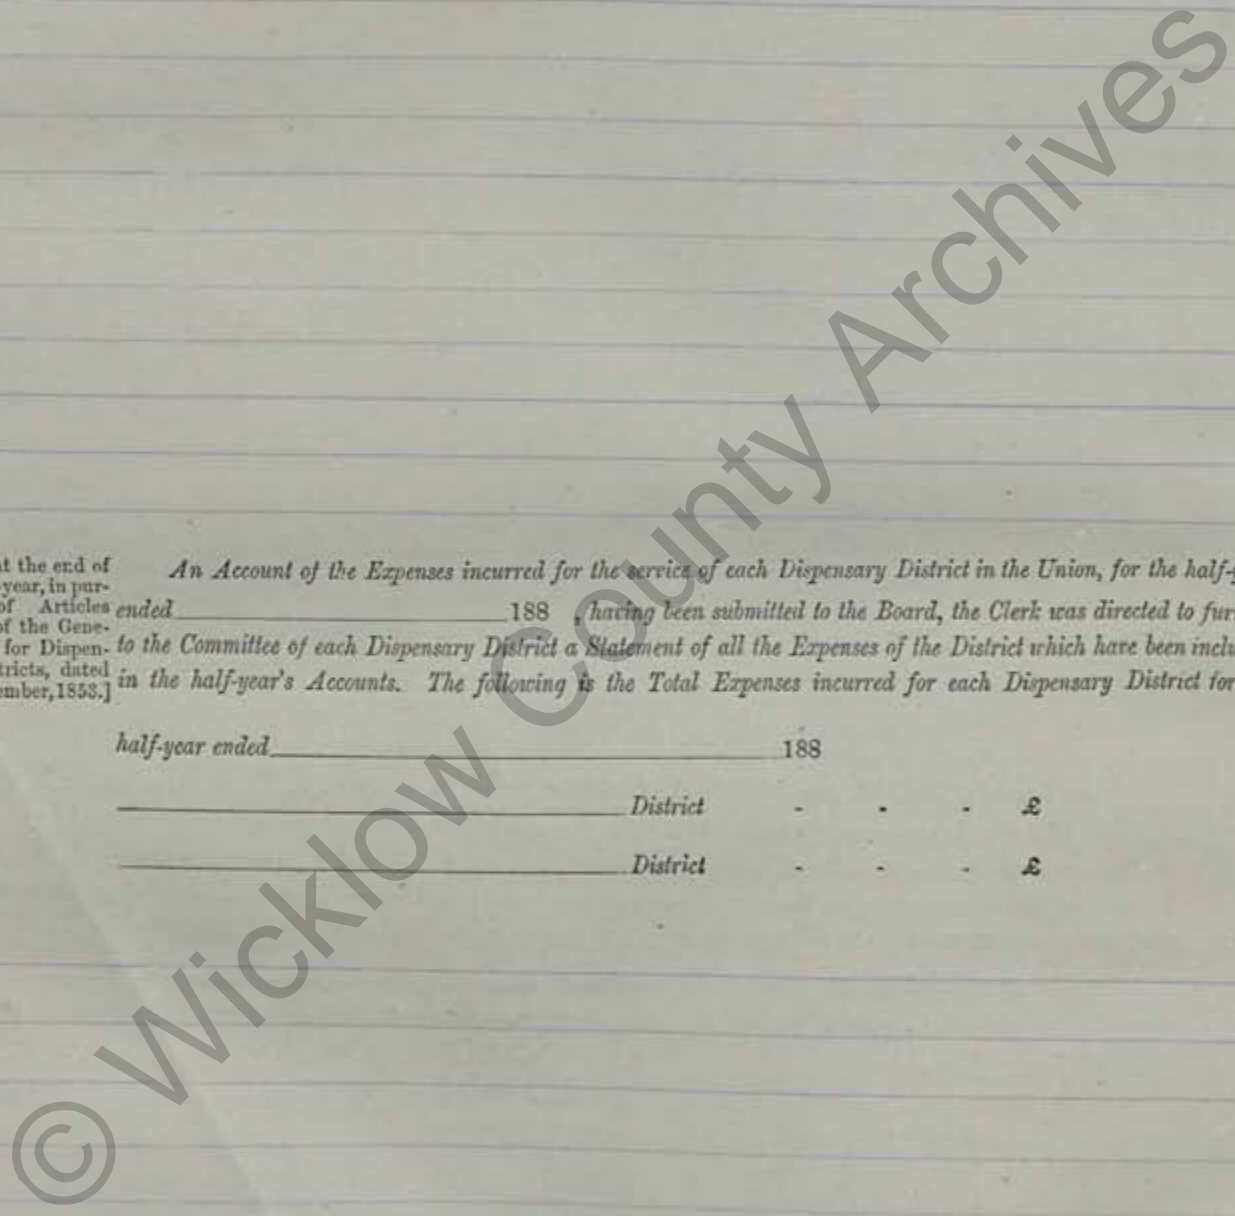 t the end of
year, in pur-
of Articles
of the Gene-
for Dispen-
tricts, dated
ember, 1853.]
An Account of the Expenses incurred for the service of each Dispensary District in the Union, for the half-y
ended 188 , having been submitted to the Board, the Clerk was directed to fur
to the Committee of each Dispensary District a Statement of all the Expenses of the District which have been inclu
in the half-year's Accounts. The following is the Total Expenses incurred for each Dispensary District for
half-year ended 188
District - - - £
District - - - £
© Wicklow County Archives